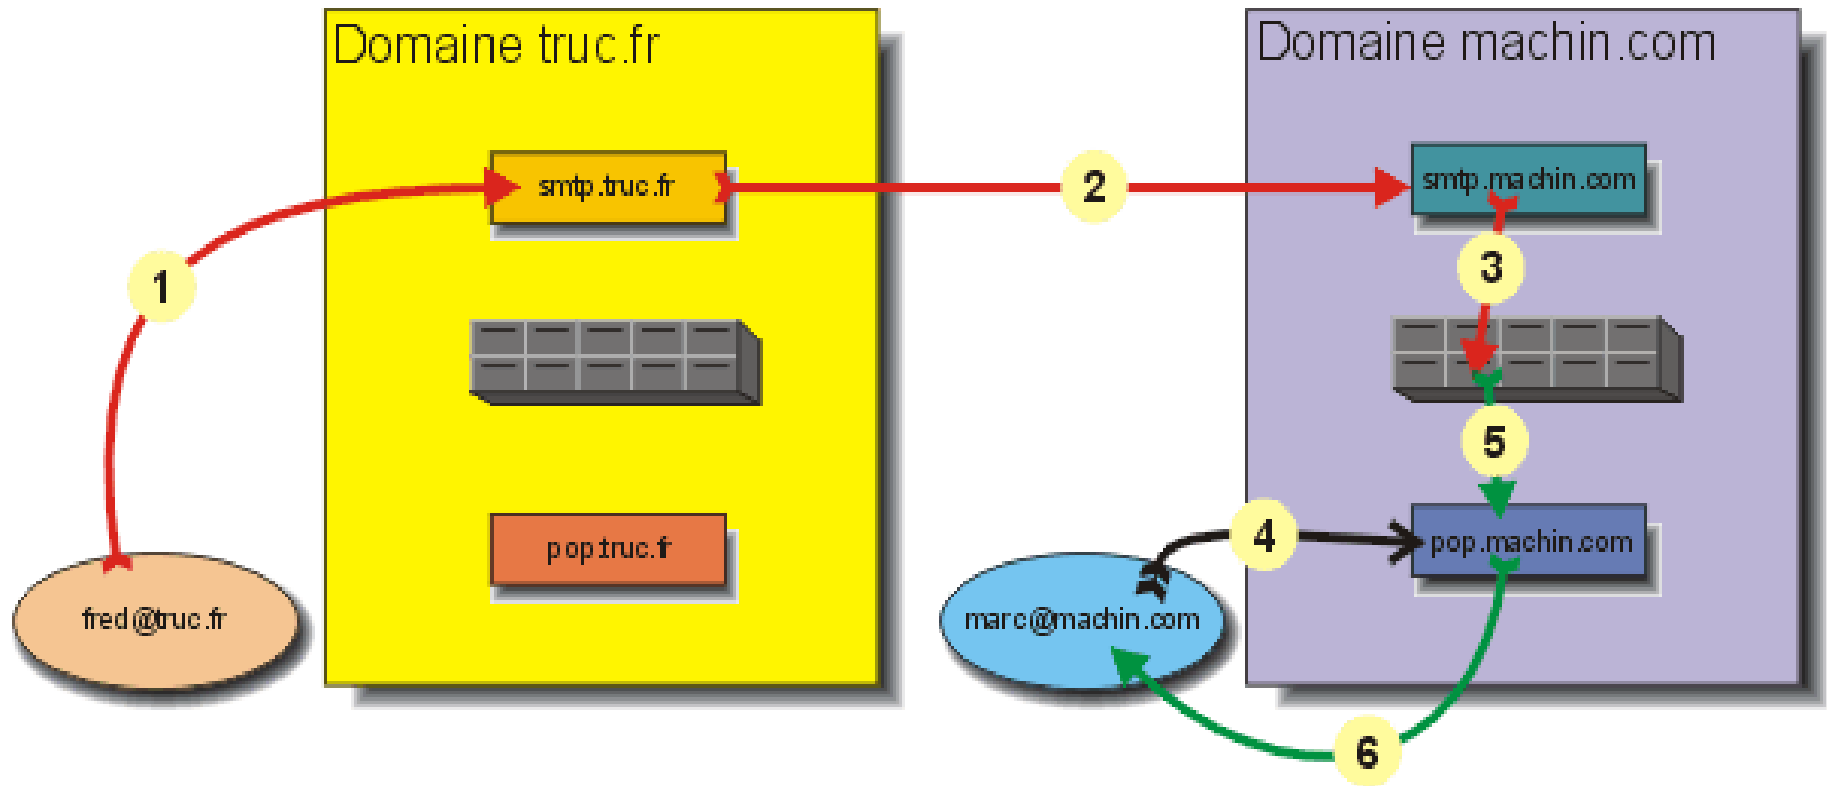 Domaine truc.fr
Domaine machin.com
smtp.truc.fr
2
smtp.machin.com
1
3
5
pop.truc.fr
4
pop.machin.com
fred@truc.fr
marc@machin.com
6